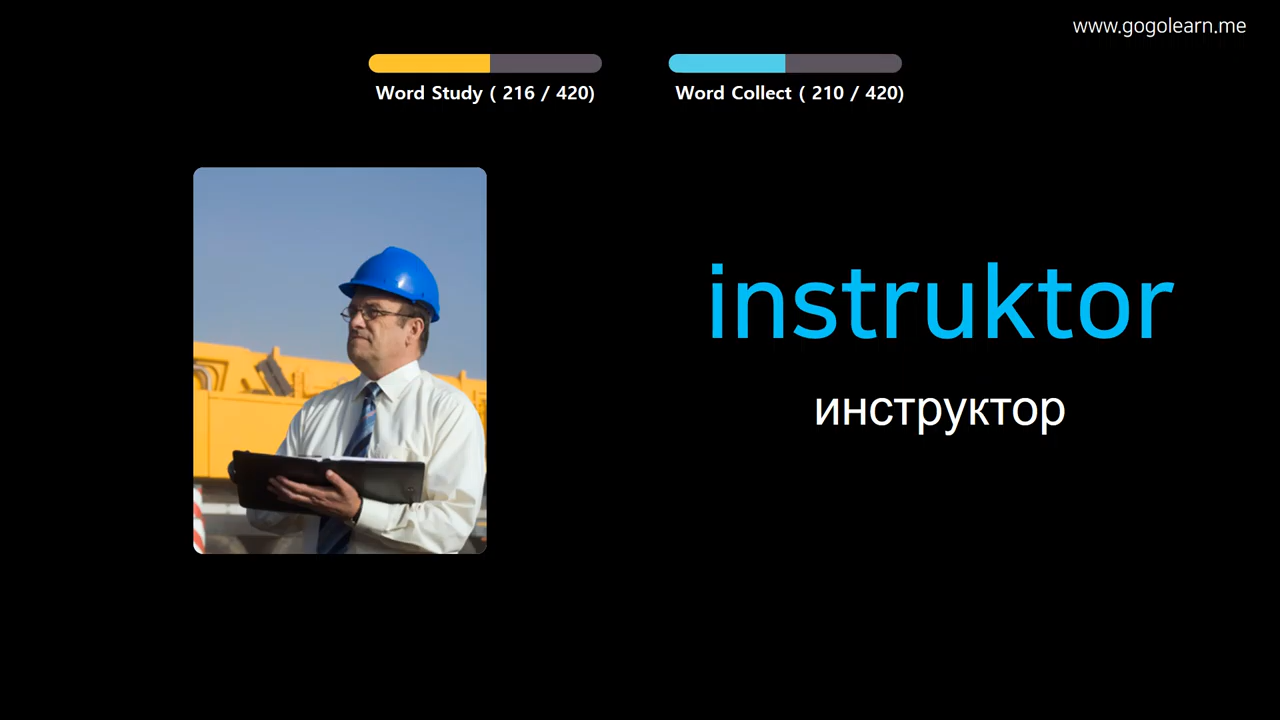 www.gogolearn.me
Word Study ( 216 / 420)
Word Collect ( 210 / 420)
instruktor
инструктор